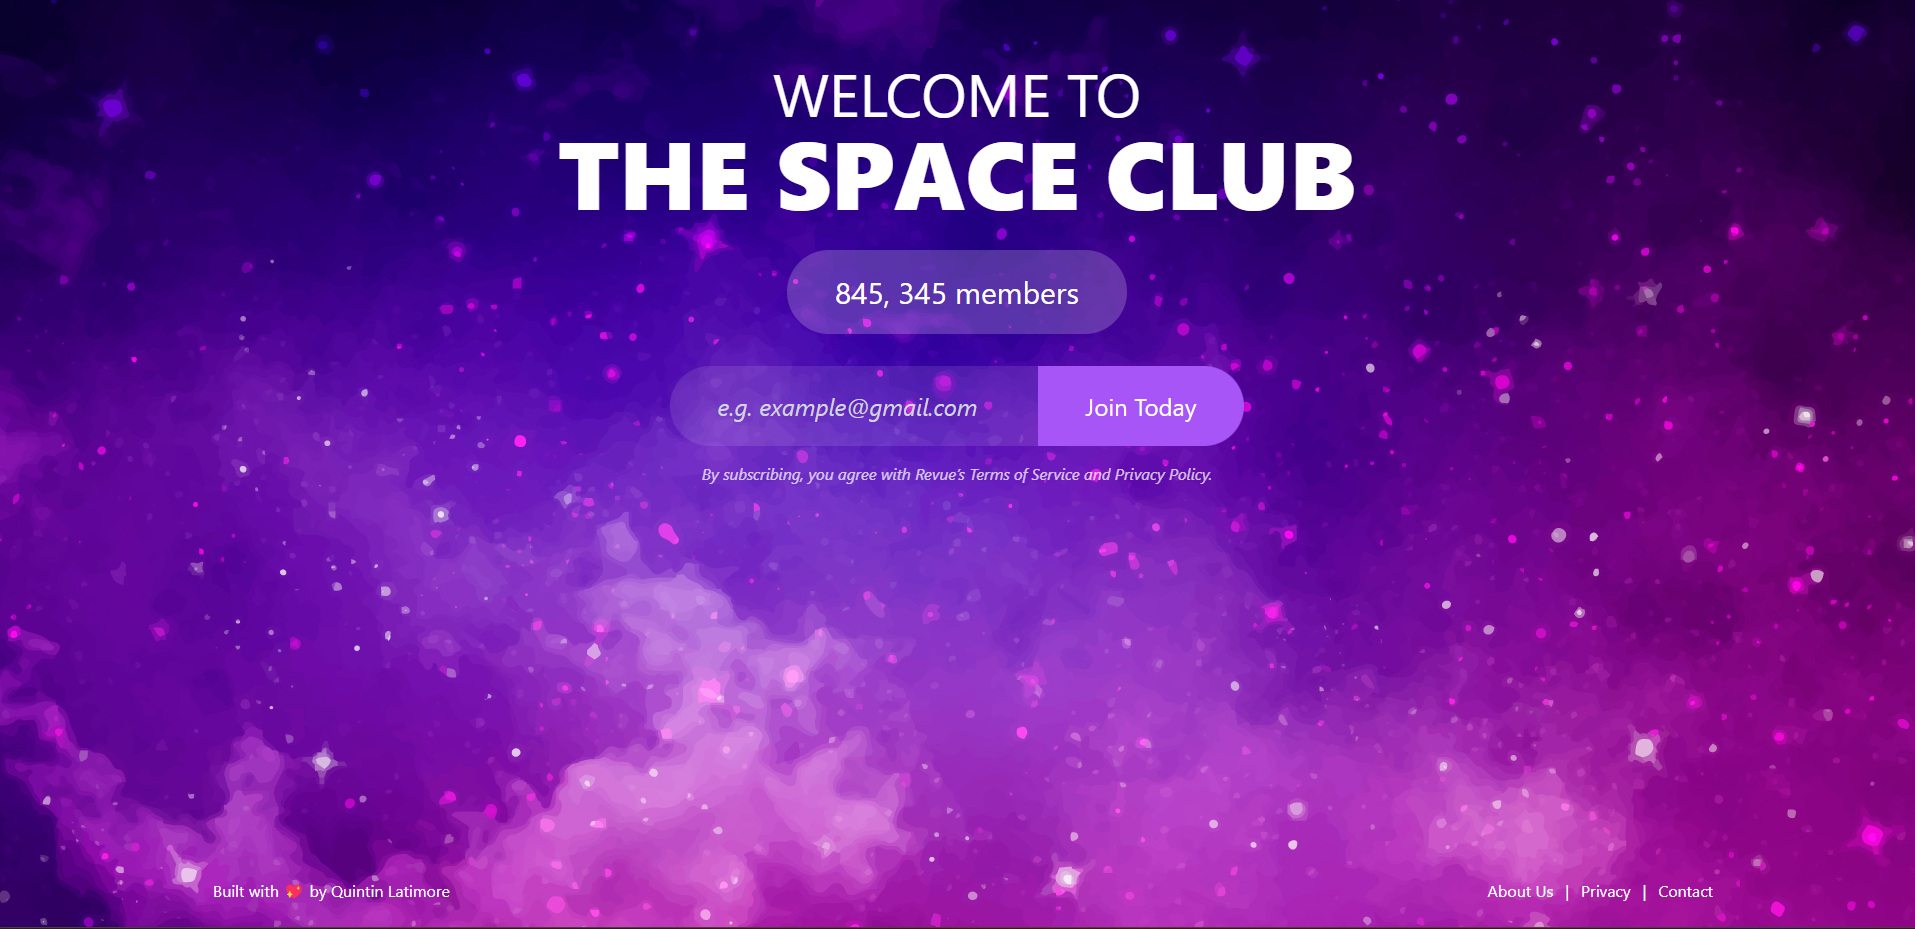 WELCOME TO
THE SPACE CLUB
845, 345 members
e.g. example@gmail.com
Join Today
By subscribing, you agree with Revue's Terms of Service and Privacy Policy.
Built with 💖 by Quintin Latimore
About Us | Privacy | Contact